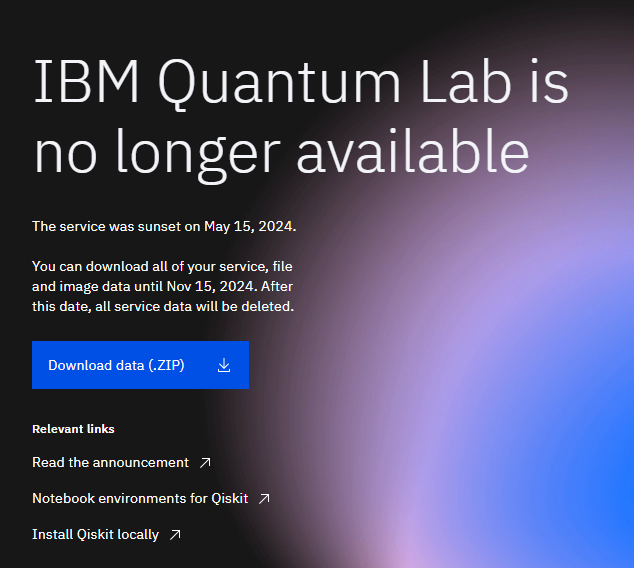 IBM Quantum Lab is
no longer available
The service was sunset on May 15, 2024.
You can download all of your service, file
and image data until Nov 15, 2024. After
this date, all service data will be deleted.
Download data (.ZIP)
Relevant links
Read the announcement
Notebook environments for Qiskit
Install Qiskit locally